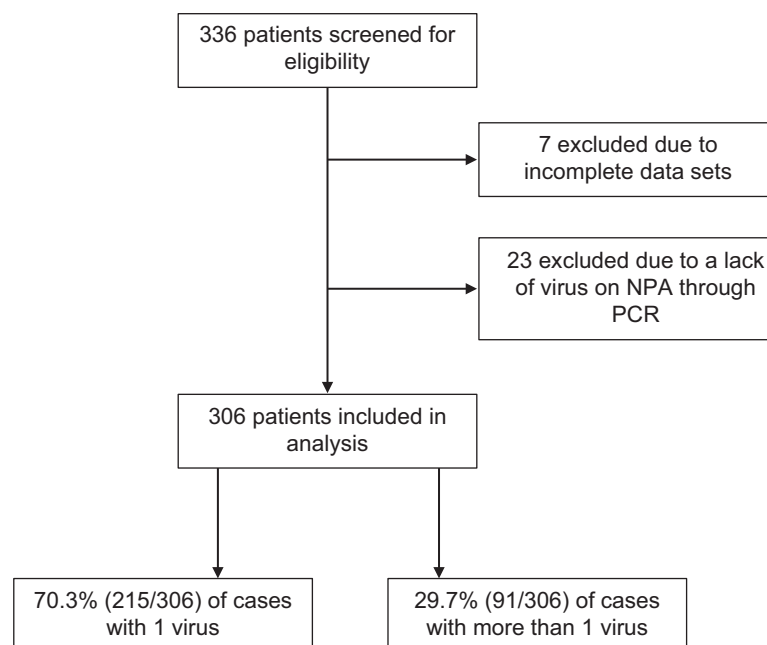 336 patients screened for
eligibility
7 excluded due to
incomplete data sets
23 excluded due to a lack
of virus on NPA through
PCR
306 patients included in
analysis
70.3% (215/306) of cases
with 1 virus
29.7% (91/306) of cases
with more than 1 virus